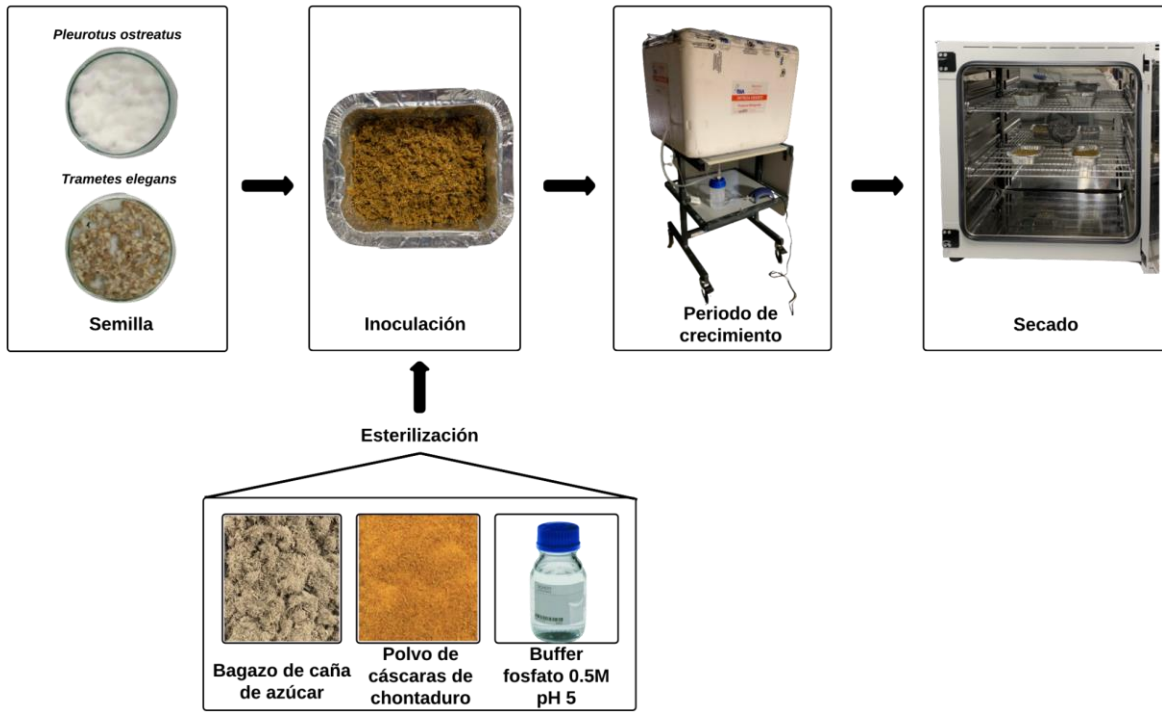 Pleurotus ostreatus
Trametes elegans
Semilla
Inoculación
Periodo de
crecimiento
Secado
Esterilización
Bagazo de caña
de azúcar
Polvo de
cáscaras de
chontaduro
Buffer
fosfato 0.5M
pH 5